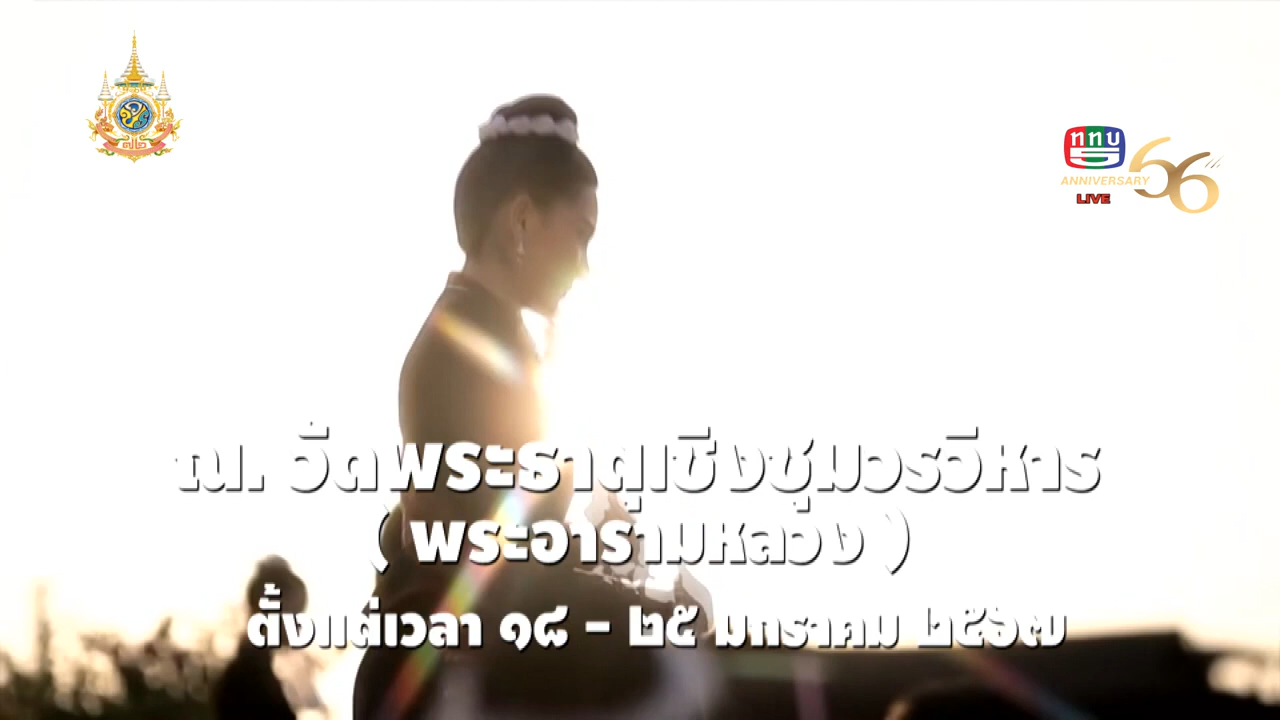 ททบ
5
ANNIVERSARY 66th
LIVE
ณ. วัดพระธาตุเชิงชุมวรวิหาร
( พระอารามหลวง )
ตั้งแต่เวลา ๑๘ - ๒๕ มกราคม ๒๕๖๗